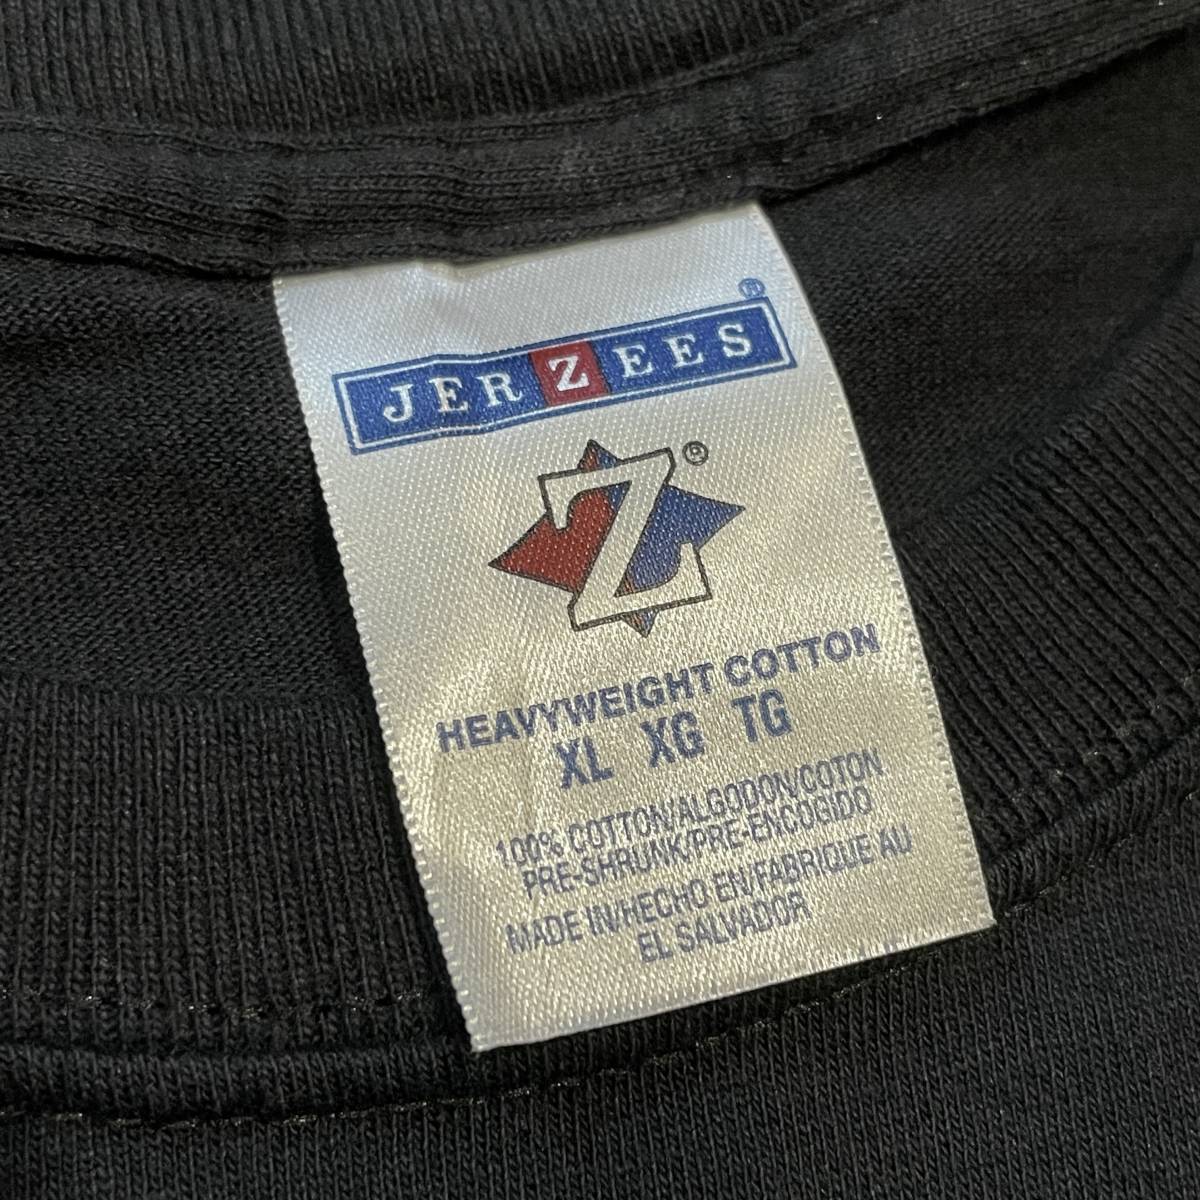 JERZEES®
Z®
HEAVYWEIGHT COTTON
XL XG TG
100% COTTON/ALGODON/COTON
PRE-SHRUNK/PRE-ENCOGIDO
MADE IN/HECHO EN/FABRIQUE AU
EL SALVADOR